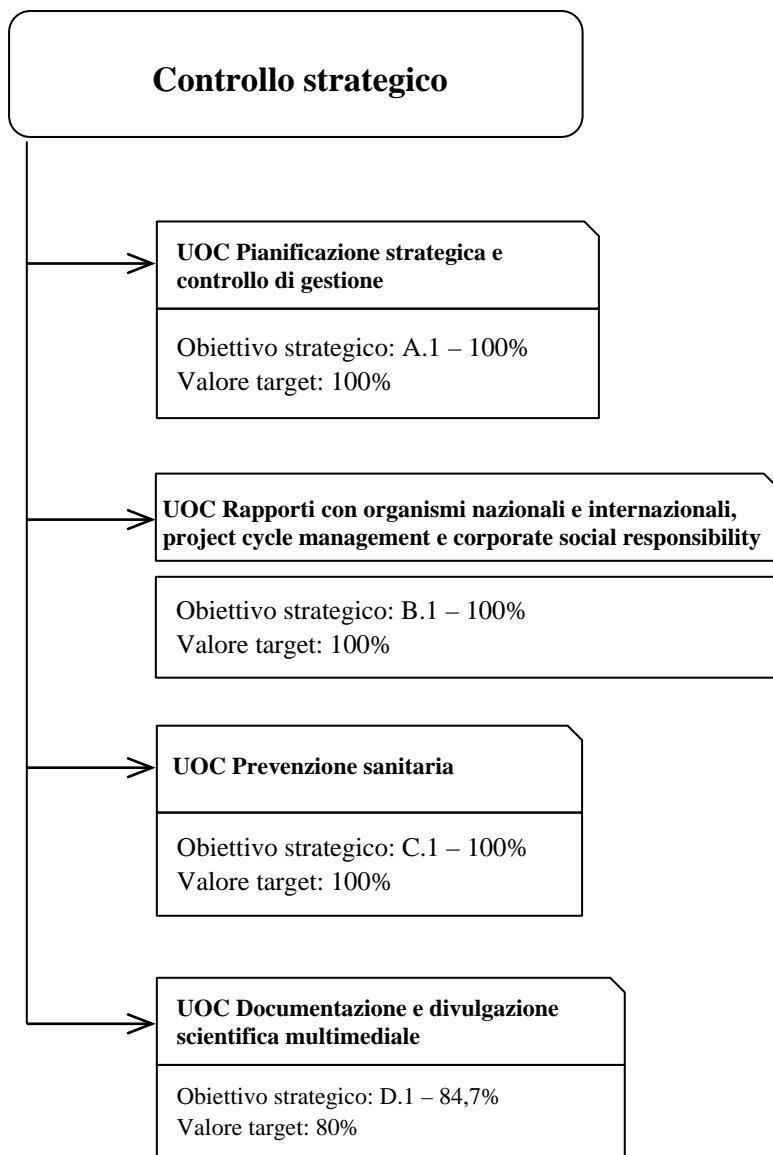 Controllo strategico
UOC Pianificazione strategica e
controllo di gestione
Obiettivo strategico: A.1 – 100%
Valore target: 100%
UOC Rapporti con organismi nazionali e internazionali,
project cycle management e corporate social responsibility
Obiettivo strategico: B.1 – 100%
Valore target: 100%
UOC Prevenzione sanitaria
Obiettivo strategico: C.1 – 100%
Valore target: 100%
UOC Documentazione e divulgazione
scientifica multimediale
Obiettivo strategico: D.1 – 84,7%
Valore target: 80%